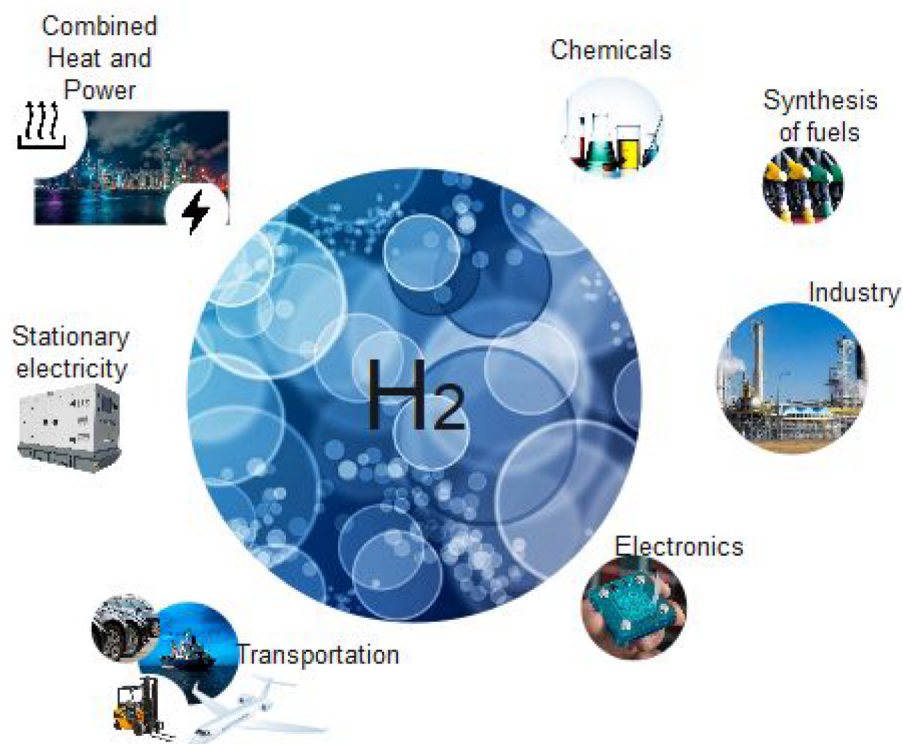 Combined
Heat and
Power
Chemicals
Synthesis
of fuels
Industry
Stationary
electricity
H2
Electronics
Transportation